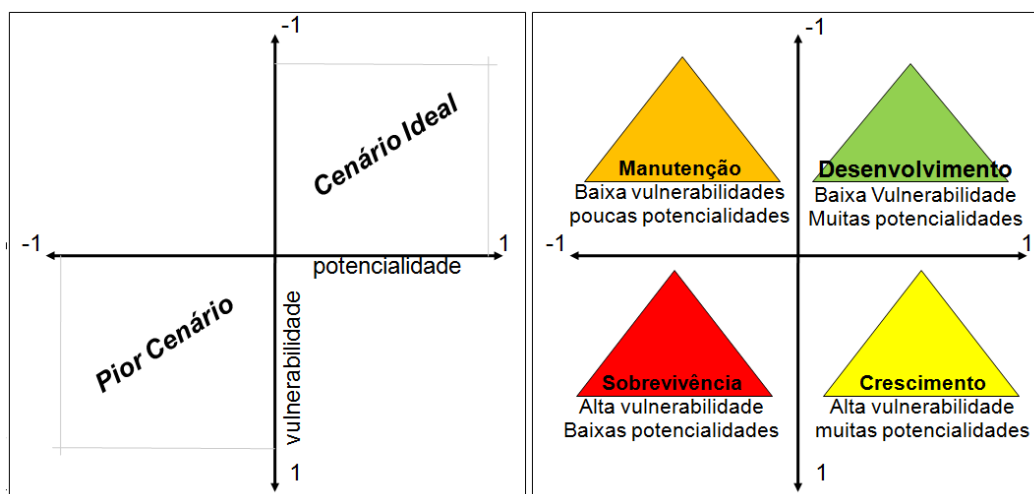 -1
Cenário Ideal
-1
1
potencialidade
Pior Cenário
vulnerabilidade
1
-1
Manutenção
Baixa vulnerabilidades
poucas potencialidades
Desenvolvimento
Baixa Vulnerabilidade
Muitas potencialidades
-1
1
Sobrevivência
Alta vulnerabilidade
Baixas potencialidades
Crescimento
Alta vulnerabilidade
muitas potencialidades
1